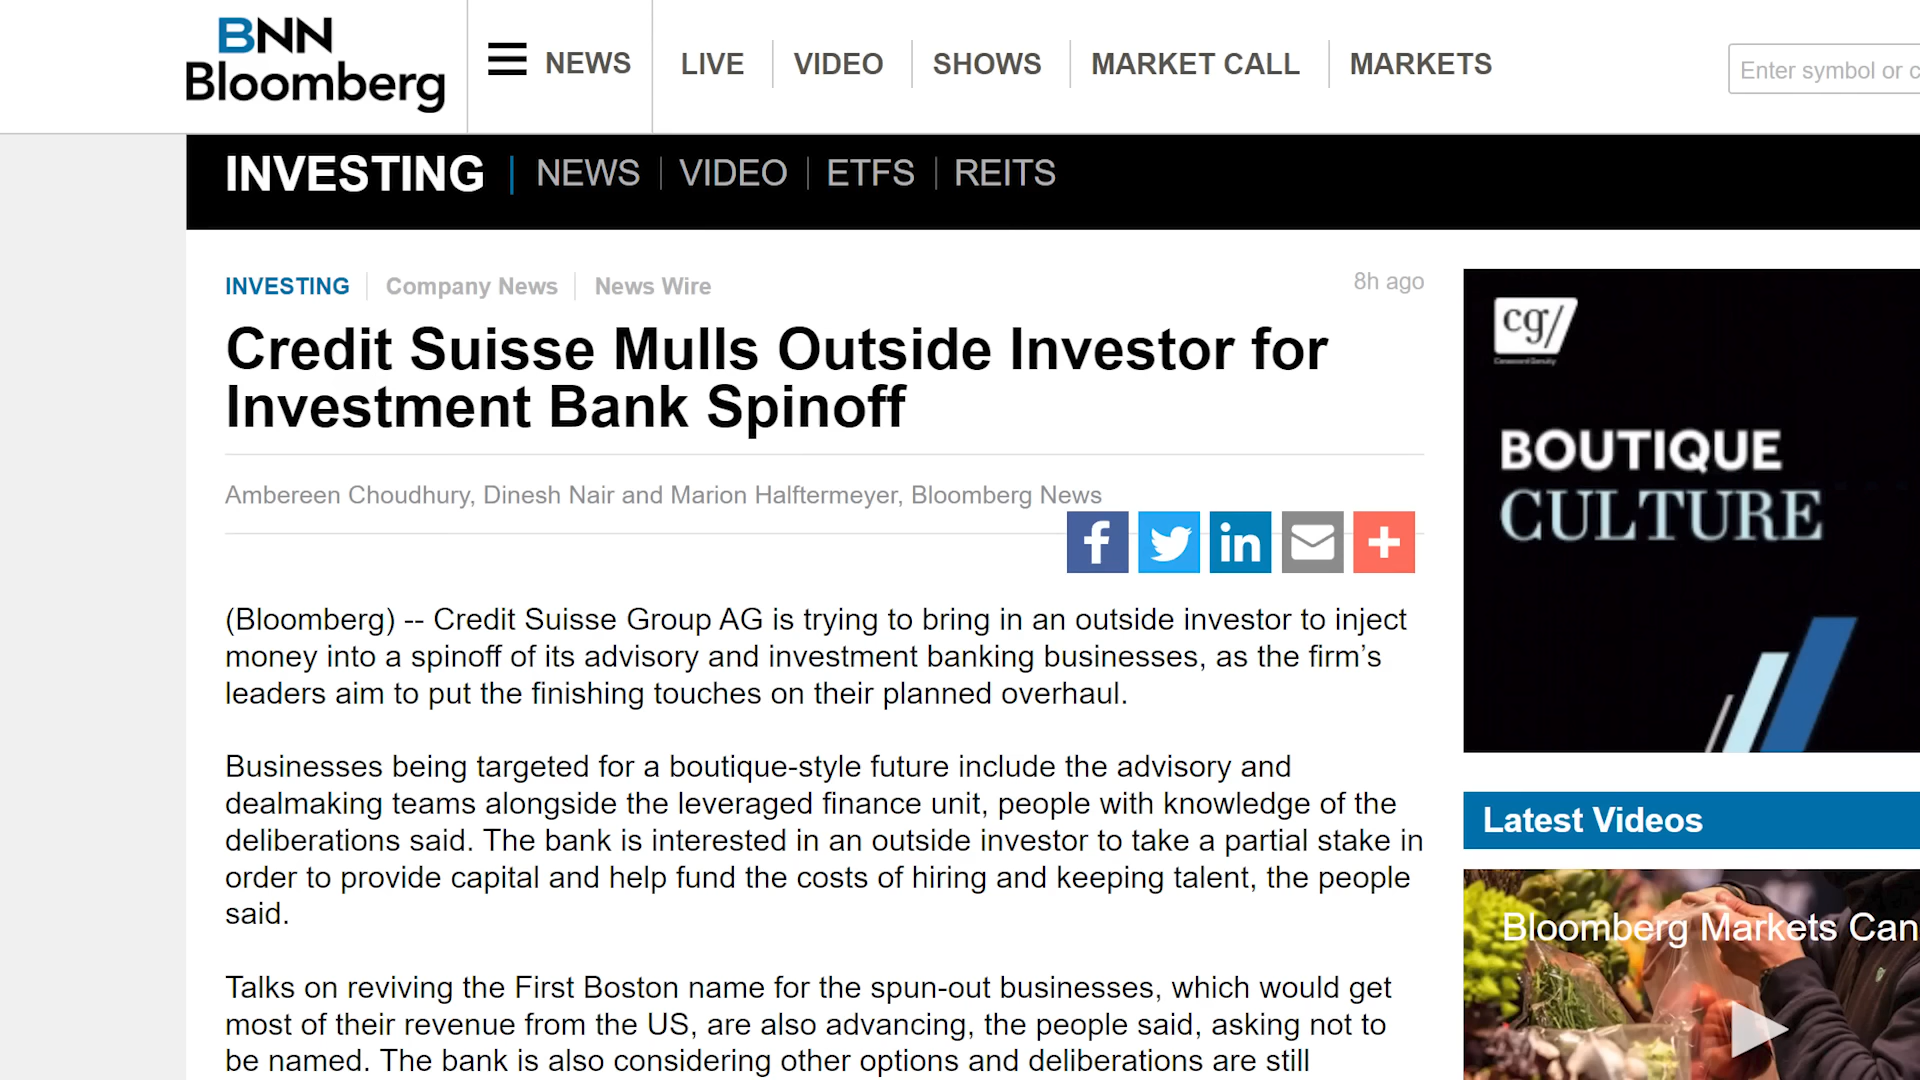 BNN
Bloomberg
NEWS
LIVE
VIDEO
SHOWS
MARKET CALL
MARKETS
Enter symbol or c
INVESTING
NEWS
VIDEO
ETFS
REITS
INVESTING
Company News
News Wire
8h ago
Credit Suisse Mulls Outside Investor for
Investment Bank Spinoff
Ambereen Choudhury, Dinesh Nair and Marion Halftermeyer, Bloomberg News
(Bloomberg) -- Credit Suisse Group AG is trying to bring in an outside investor to inject
money into a spinoff of its advisory and investment banking businesses, as the firm’s
leaders aim to put the finishing touches on their planned overhaul.
Businesses being targeted for a boutique-style future include the advisory and
dealmaking teams alongside the leveraged finance unit, people with knowledge of the
deliberations said. The bank is interested in an outside investor to take a partial stake in
order to provide capital and help fund the costs of hiring and keeping talent, the people
said.
Talks on reviving the First Boston name for the spun-out businesses, which would get
most of their revenue from the US, are also advancing, the people said, asking not to
be named. The bank is also considering other options and deliberations are still
cg/
BOUTIQUE
CULTURE
Latest Videos
Bloomberg Markets Can